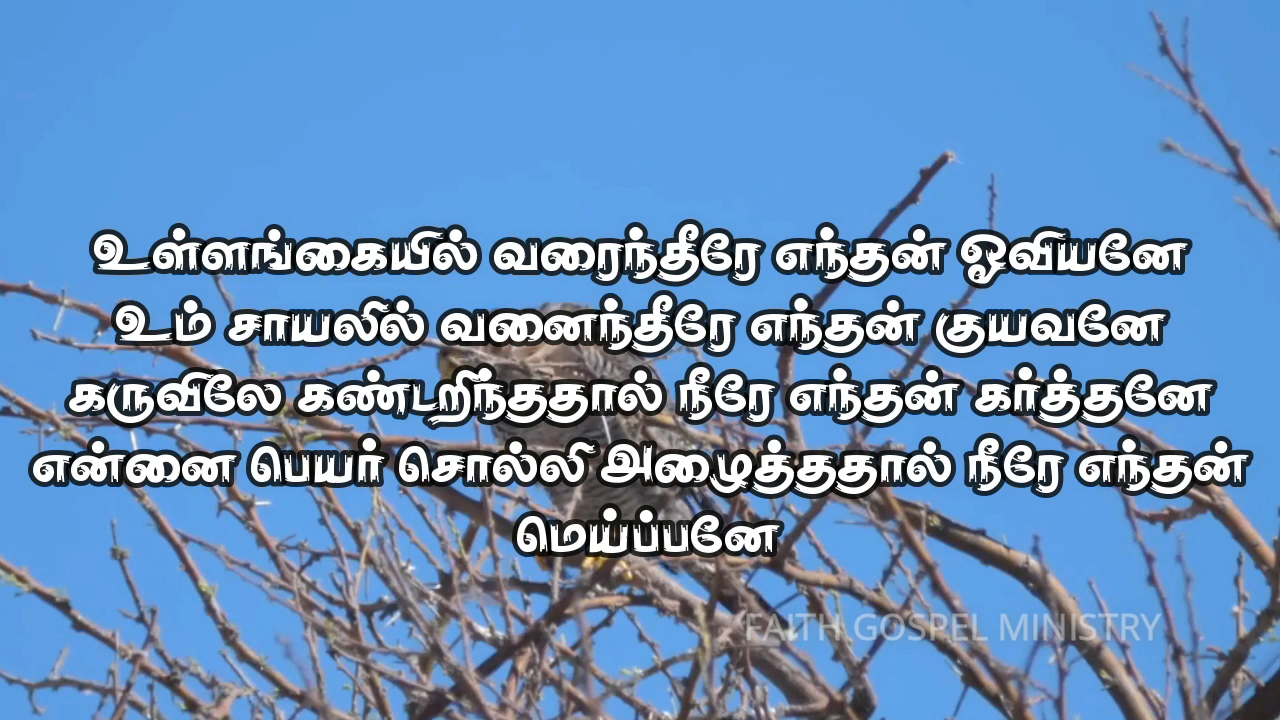 உள்ளங்கையில் வரைந்தீரே எந்தன் ஓவியனே
உம் சாயலில் வனைந்தீரே எந்தன் குயவனே
கருவிலே கண்டறிந்ததால் நீரே எந்தன் கர்த்தனே
என்னை பெயர் சொல்லி அழைத்ததால் நீரே எந்தன்
மெய்ப்பனே
FAITH GOSPEL MINISTRY